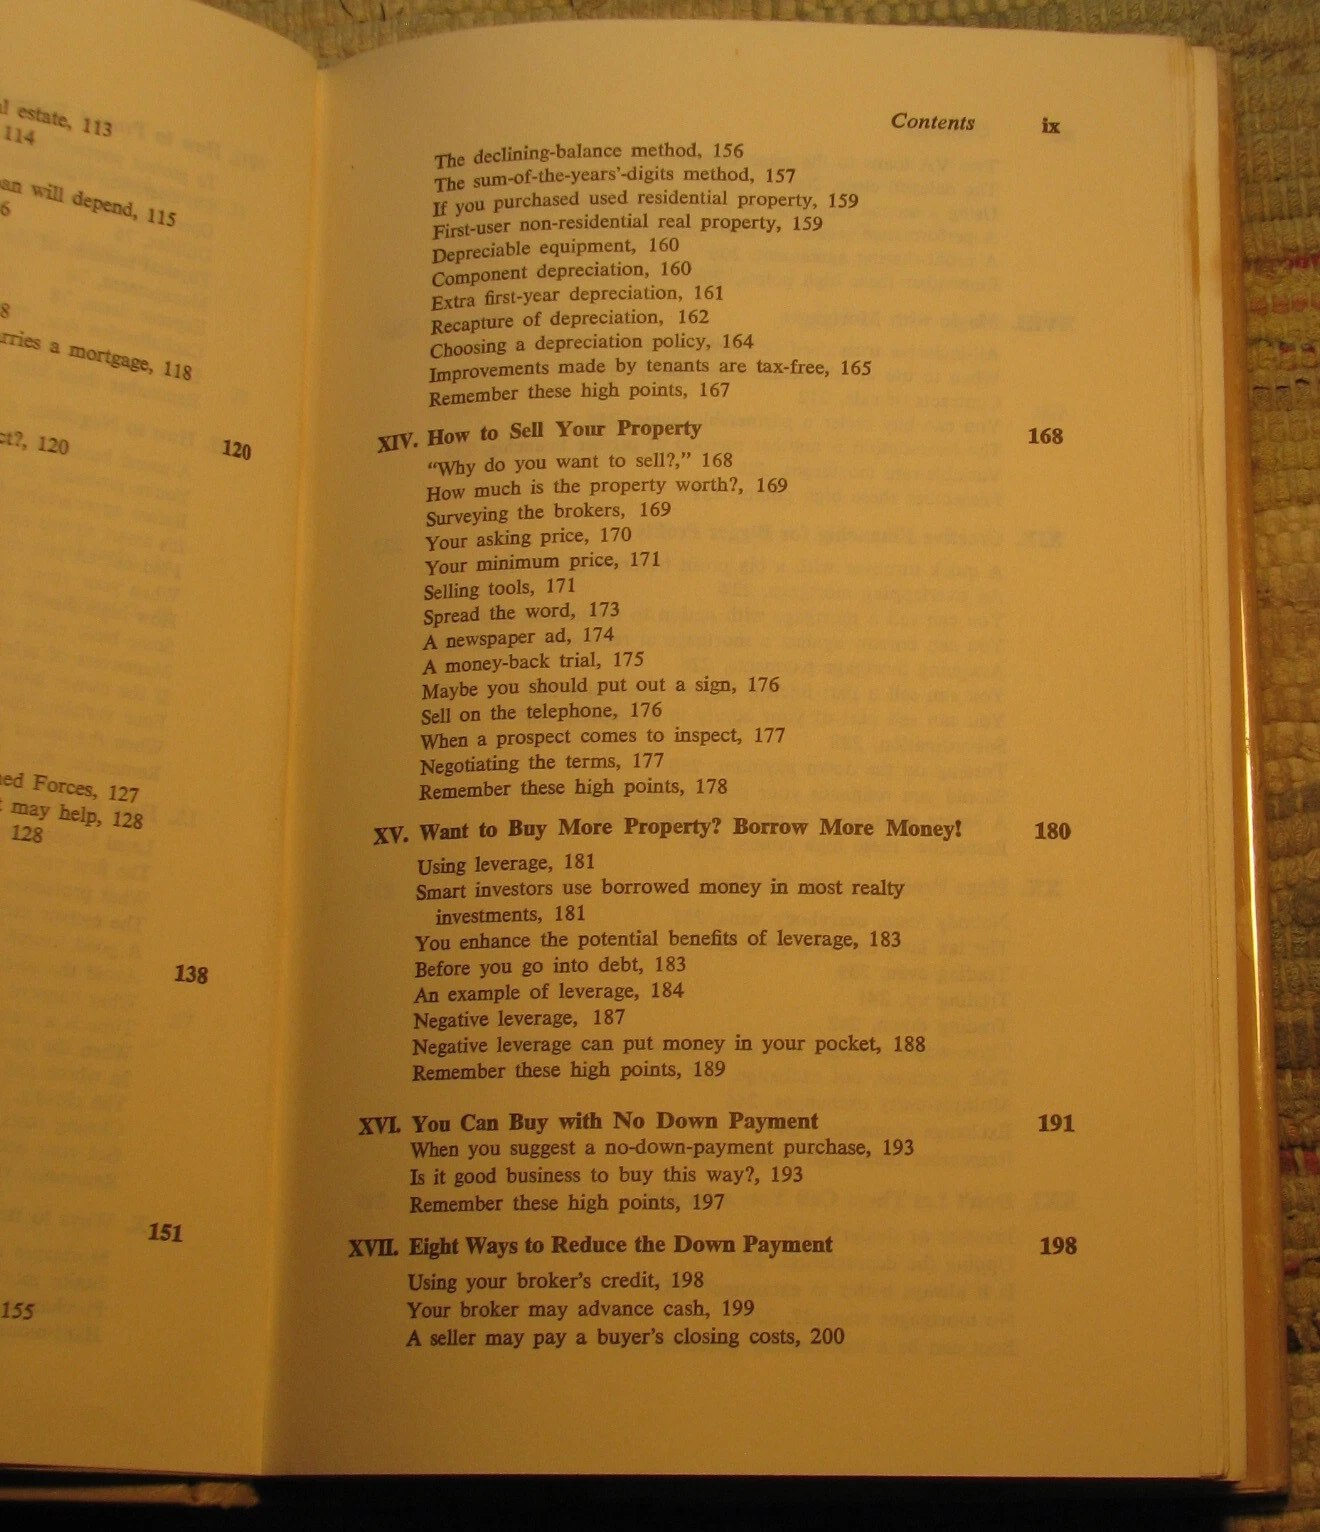 l estate, 113
114
an will depend, 115
6
8
rries a mortgage, 118
ct?, 120
120
ed Forces, 127
t may help, 128
128
138
151
155
Contents ix
The declining-balance method, 156
The sum-of-the-years'-digits method, 157
If you purchased used residential property, 159
First-user non-residential real property, 159
Depreciable equipment, 160
Component depreciation, 160
Extra first-year depreciation, 161
Recapture of depreciation, 162
Choosing a depreciation policy, 164
Improvements made by tenants are tax-free, 165
Remember these high points, 167
XIV. How to Sell Your Property 168
“Why do you want to sell?,” 168
How much is the property worth?, 169
Surveying the brokers, 169
Your asking price, 170
Your minimum price, 171
Selling tools, 171
Spread the word, 173
A newspaper ad, 174
A money-back trial, 175
Maybe you should put out a sign, 176
Sell on the telephone, 176
When a prospect comes to inspect, 177
Negotiating the terms, 177
Remember these high points, 178
XV. Want to Buy More Property? Borrow More Money! 180
Using leverage, 181
Smart investors use borrowed money in most realty
investments, 181
You enhance the potential benefits of leverage, 183
Before you go into debt, 183
An example of leverage, 184
Negative leverage, 187
Negative leverage can put money in your pocket, 188
Remember these high points, 189
XVI. You Can Buy with No Down Payment 191
When you suggest a no-down-payment purchase, 193
Is it good business to buy this way?, 193
Remember these high points, 197
XVII. Eight Ways to Reduce the Down Payment 198
Using your broker's credit, 198
Your broker may advance cash, 199
A seller may pay a buyer's closing costs, 200